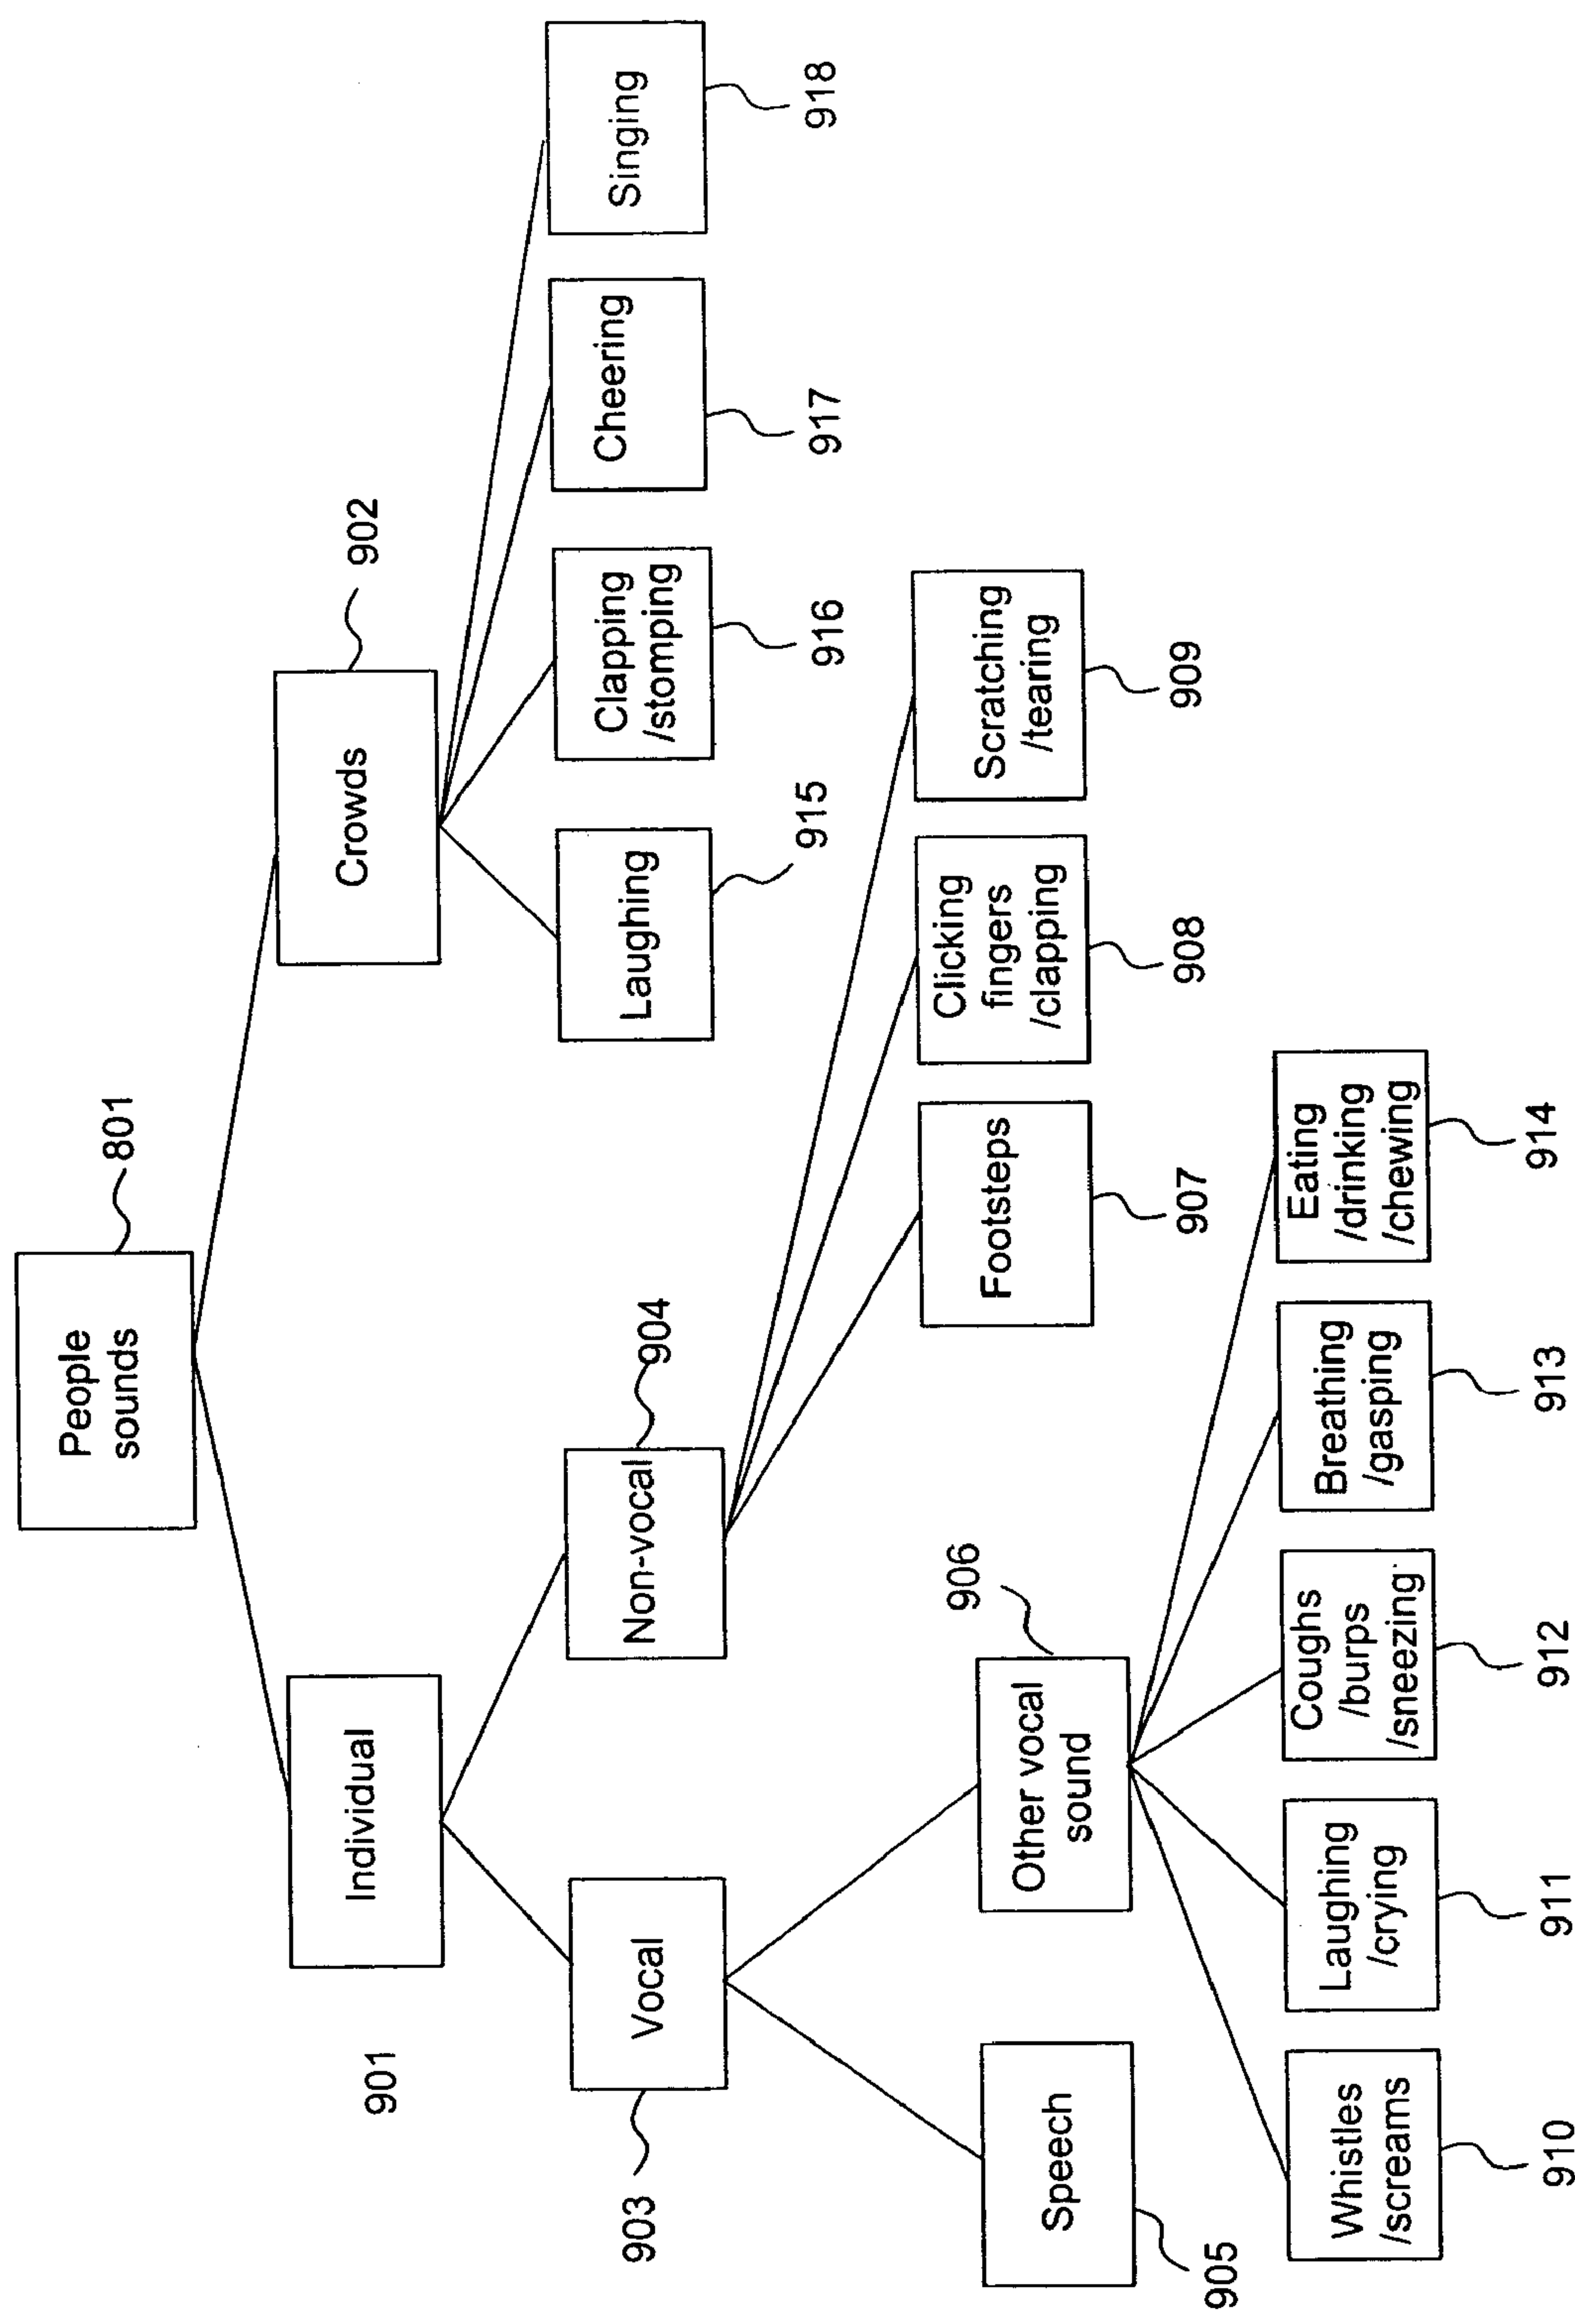 People
sounds
801
Individual
901
Crowds
902
Vocal
903
Non-vocal
904
Laughing
915
Clapping
/stomping
916
Cheering
917
Singing
918
Speech
905
Other vocal
sound
906
Footsteps
907
Clicking
fingers
/clapping
908
Scratching
/tearing
909
Whistles
/screams
910
Laughing
/crying
911
Coughs
/burps
/sneezing
912
Breathing
/gasping
913
Eating
/drinking
/chewing
914